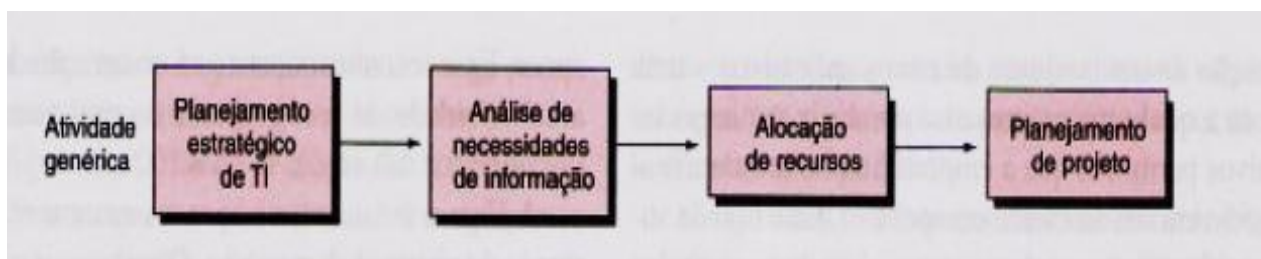 Atividade
genérica
Planejamento
estratégico
de TI
Análise de
necessidades
de informação
Alocação
de recursos
Planejamento
de projeto